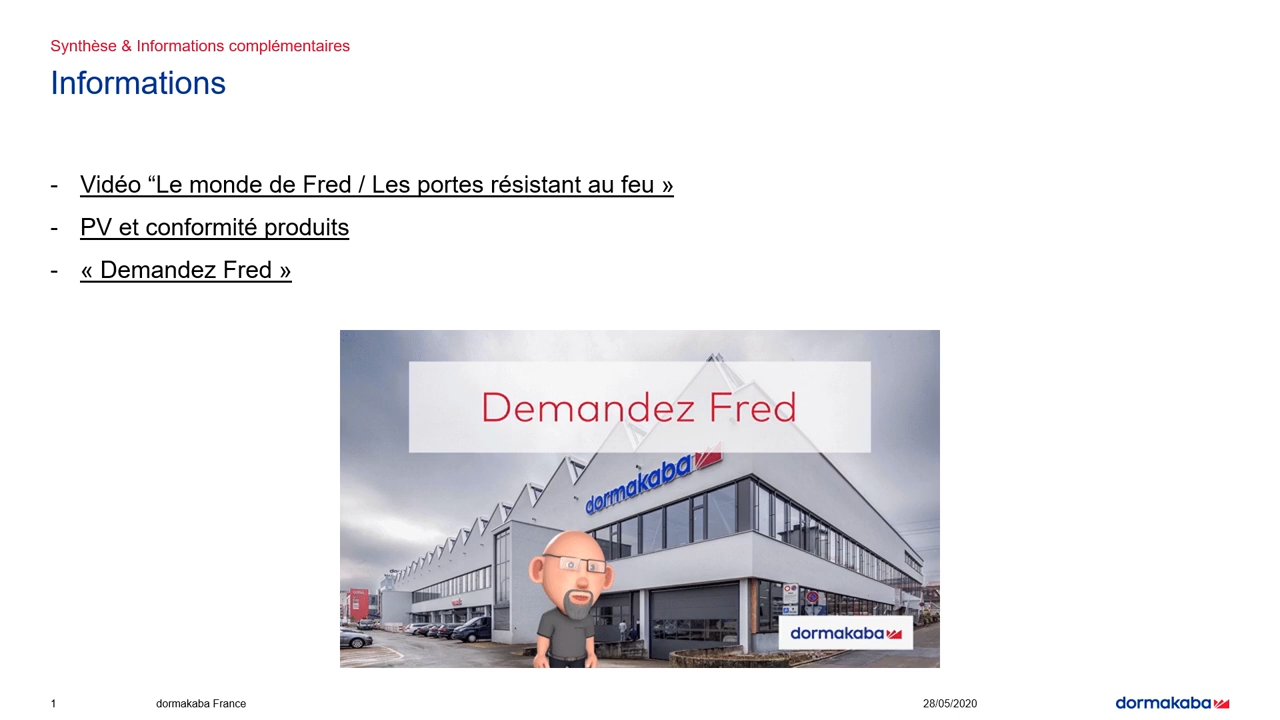 Synthèse & Informations complémentaires
Informations
- Vidéo “Le monde de Fred / Les portes résistant au feu »
- PV et conformité produits
- « Demandez Fred »
Demandez Fred
dormakaba
dormakaba
1
dormakaba France
28/05/2020
dormakaba